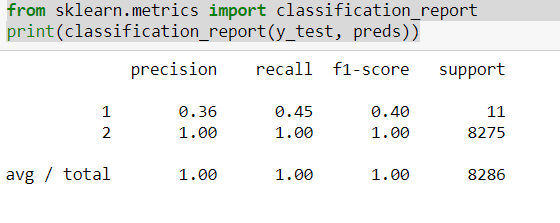 from sklearn.metrics import classification_report
print(classification_report(y_test, preds))
precision recall f1-score support
1 0.36 0.45 0.40 11
2 1.00 1.00 1.00 8275
avg / total 1.00 1.00 1.00 8286